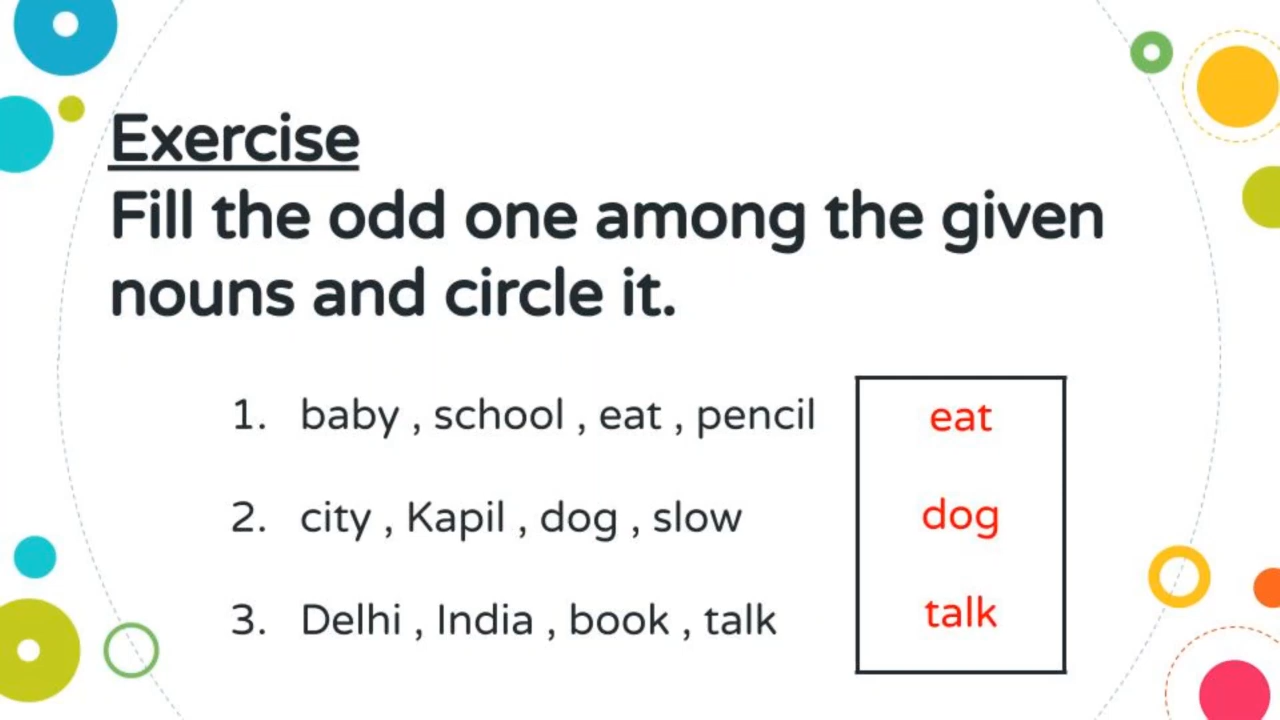 Exercise
Fill the odd one among the given
nouns and circle it.
1. baby , school , eat , pencil eat
2. city , Kapil , dog , slow dog
3. Delhi , India , book , talk talk